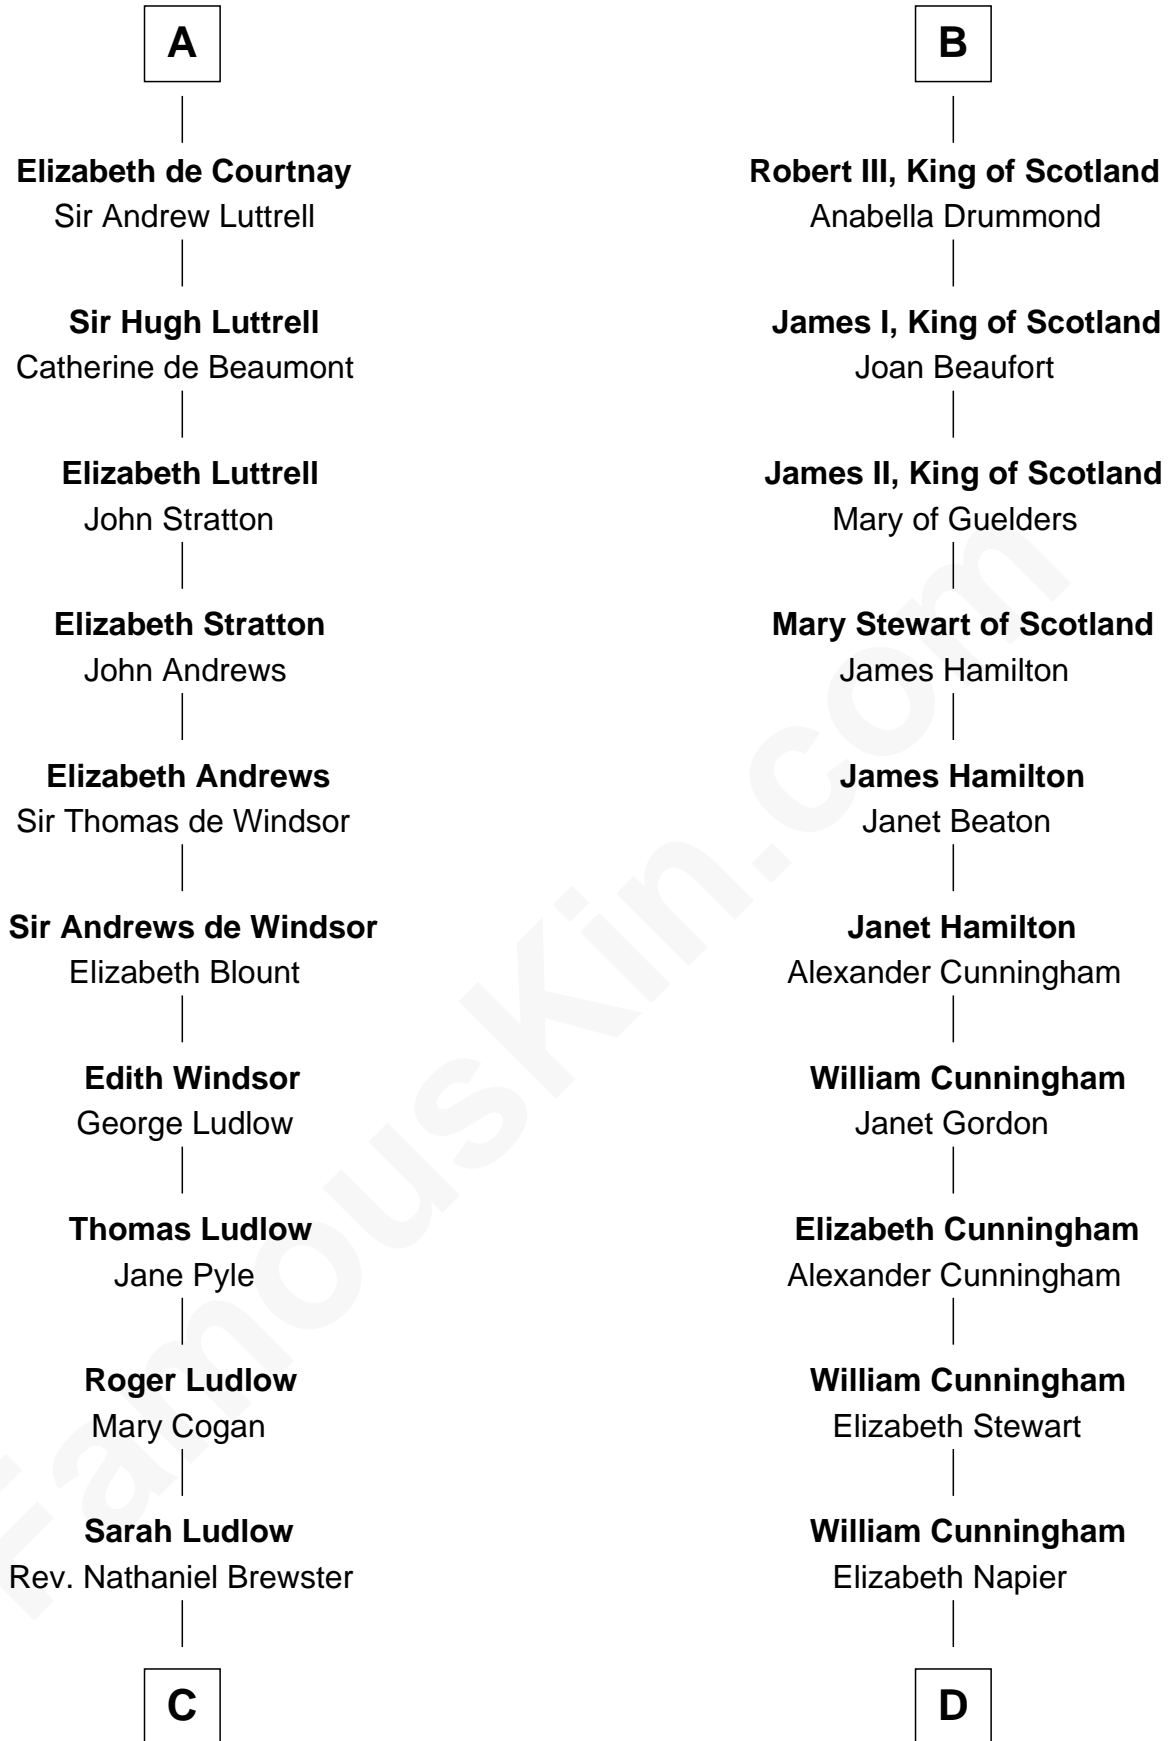 A
Elizabeth de Courtnay
Sir Andrew Luttrell
Sir Hugh Luttrell
Catherine de Beaumont
Elizabeth Luttrell
John Stratton
Elizabeth Stratton
John Andrews
Elizabeth Andrews
Sir Thomas de Windsor
Sir Andrews de Windsor
Elizabeth Blount
Edith Windsor
George Ludlow
Thomas Ludlow
Jane Pyle
Roger Ludlow
Mary Cogan
Sarah Ludlow
Rev. Nathaniel Brewster
C
B
Robert III, King of Scotland
Anabella Drummond
James I, King of Scotland
Joan Beaufort
James II, King of Scotland
Mary of Guelders
Mary Stewart of Scotland
James Hamilton
James Hamilton
Janet Beaton
Janet Hamilton
Alexander Cunningham
William Cunningham
Janet Gordon
Elizabeth Cunningham
Alexander Cunningham
William Cunningham
Elizabeth Stewart
William Cunningham
Elizabeth Napier
D
FamousKin.com